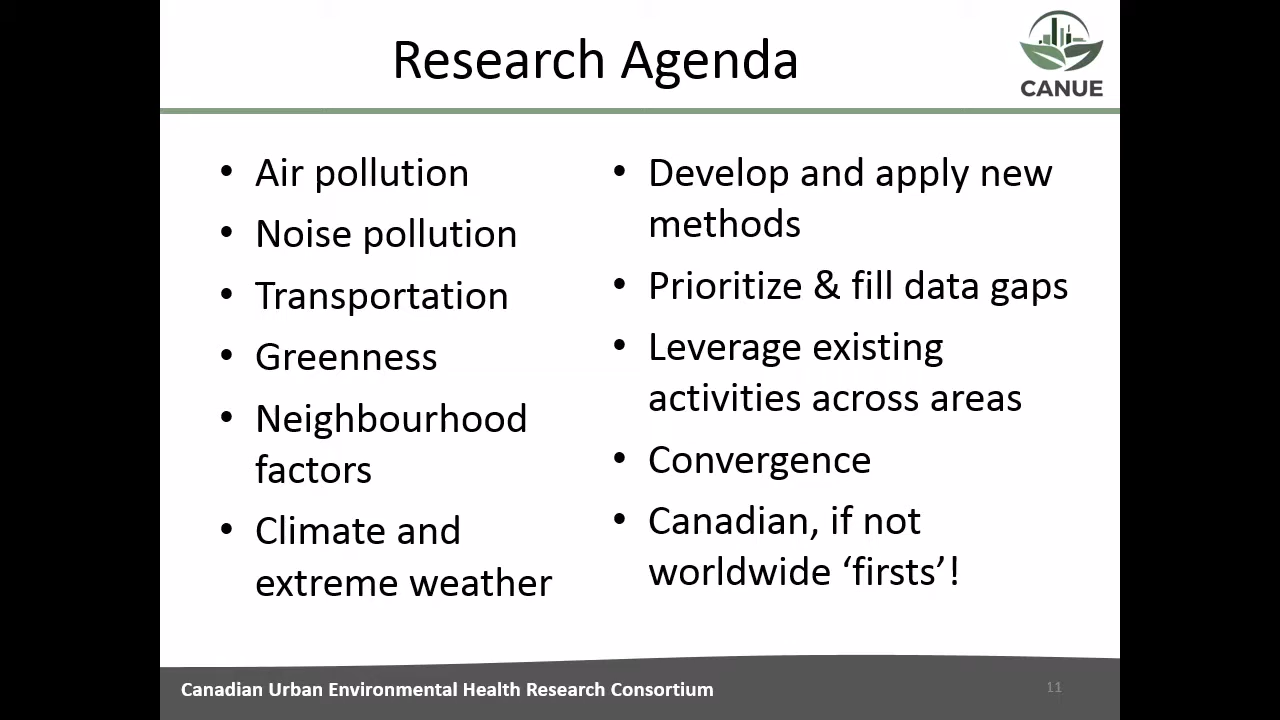 Research Agenda
CANUE
• Air pollution
• Noise pollution
• Transportation
• Greenness
• Neighbourhood
factors
• Climate and
extreme weather
• Develop and apply new
methods
• Prioritize & fill data gaps
• Leverage existing
activities across areas
• Convergence
• Canadian, if not
worldwide ‘firsts’!
Canadian Urban Environmental Health Research Consortium
11